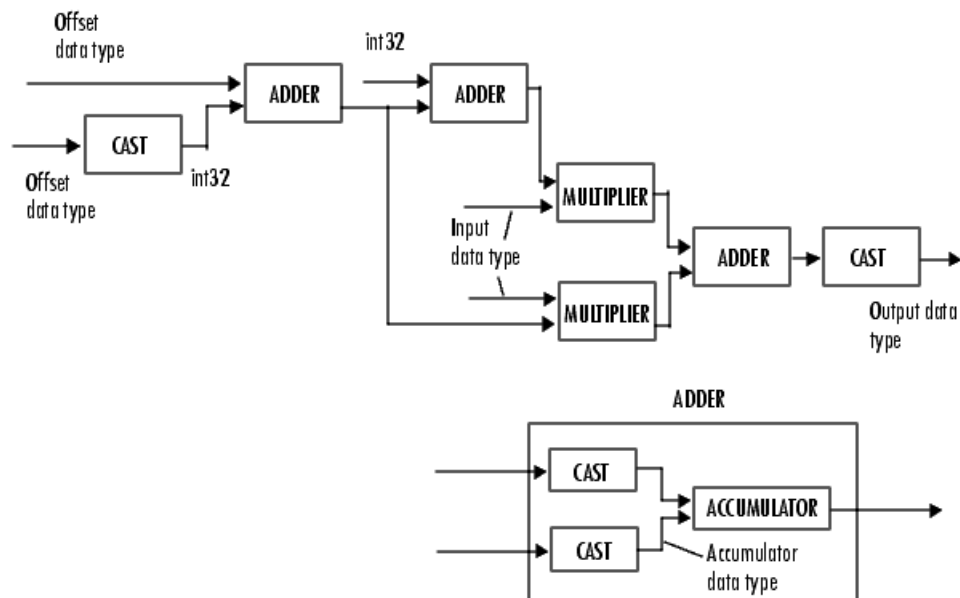 Offset
data type
int32
ADDER
ADDER
CAST
Offset
data type
int32
MULTIPLIER
Input
data type
ADDER
CAST
MULTIPLIER
Output data
type
ADDER
CAST
ACCUMULATOR
CAST
Accumulator
data type